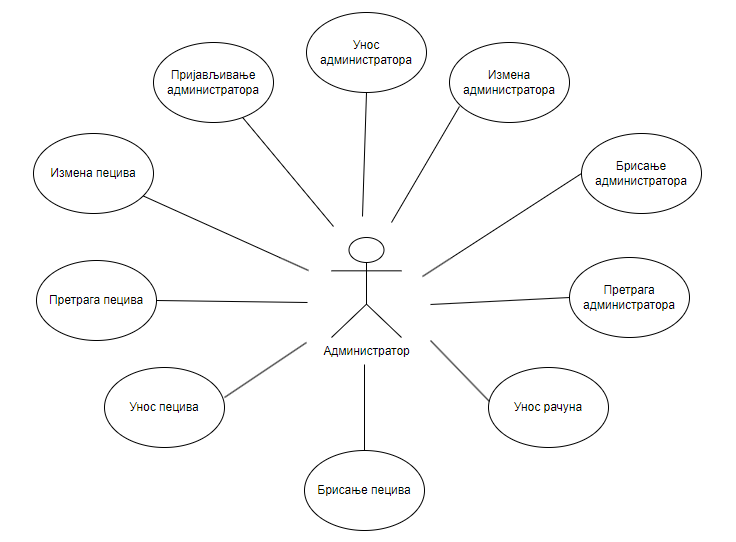 Унос
администратора
Пријављивање
администратора
Измена
администратора
Измена пецива
Брисање
администратора
Претрага пецива
Претрага
администратора
Администратор
Унос пецива
Унос рачуна
Брисање пецива